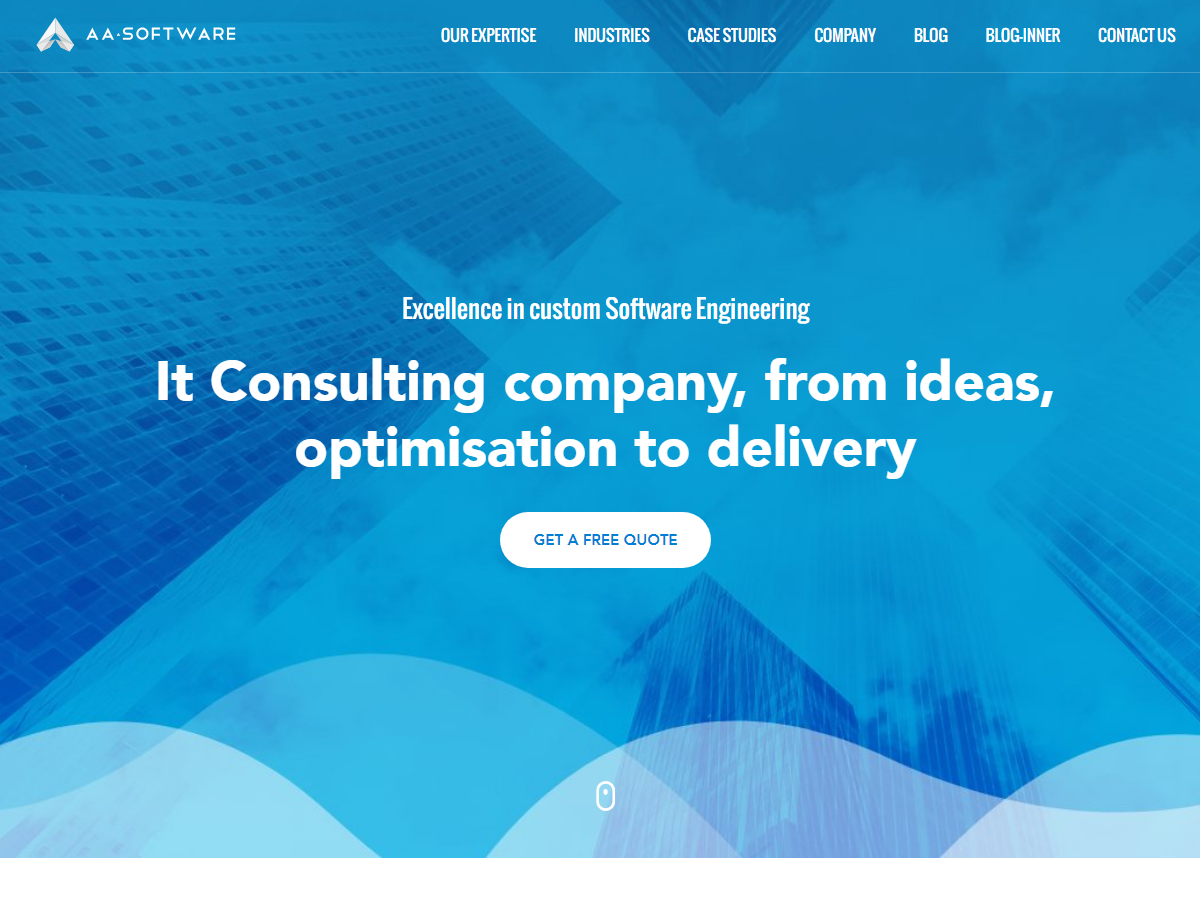 AA·SOFTWARE
OUR EXPERTISE
INDUSTRIES
CASE STUDIES
COMPANY
BLOG
BLOG-INNER
CONTACT US
Excellence in custom Software Engineering
It Consulting company, from ideas,
optimisation to delivery
GET A FREE QUOTE